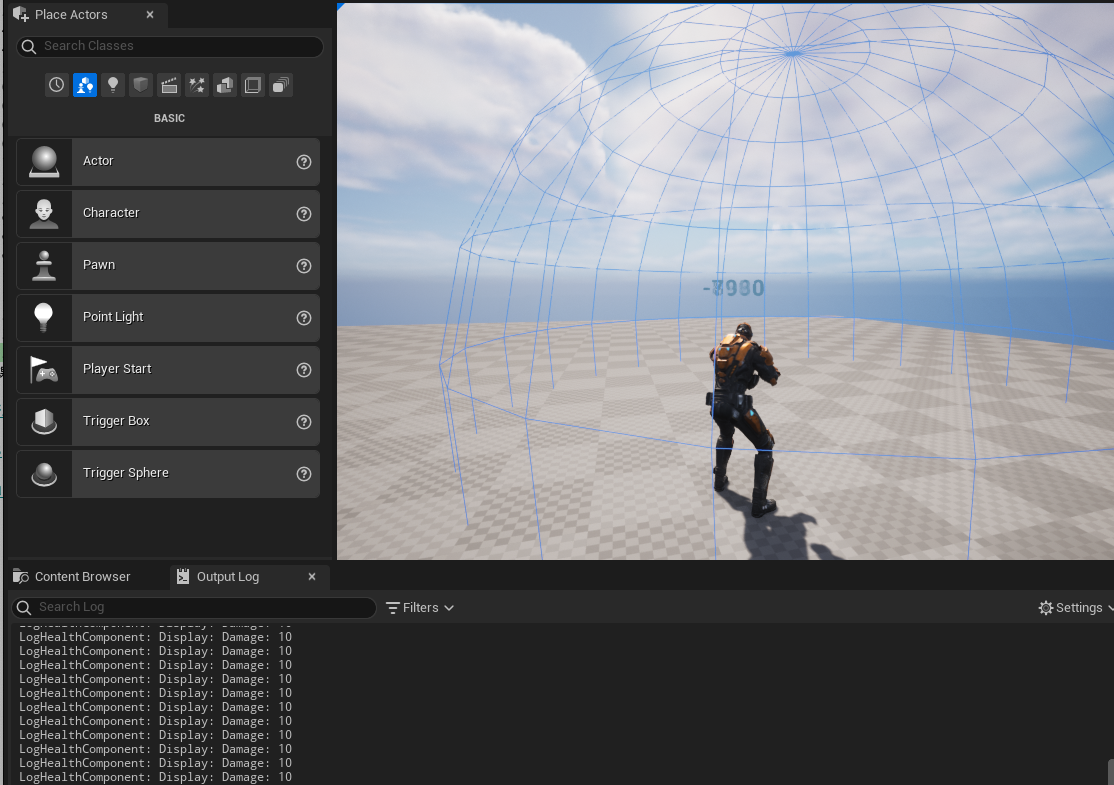 Place Actors
Search Classes
BASIC
Actor
Character
Pawn
Point Light
Player Start
Trigger Box
Trigger Sphere
Content Browser
Output Log
Search Log
Filters
Settings
LogHealthComponent: Display: Damage: 10
LogHealthComponent: Display: Damage: 10
LogHealthComponent: Display: Damage: 10
LogHealthComponent: Display: Damage: 10
LogHealthComponent: Display: Damage: 10
LogHealthComponent: Display: Damage: 10
LogHealthComponent: Display: Damage: 10
LogHealthComponent: Display: Damage: 10
LogHealthComponent: Display: Damage: 10
LogHealthComponent: Display: Damage: 10
LogHealthComponent: Display: Damage: 10
LogHealthComponent: Display: Damage: 10